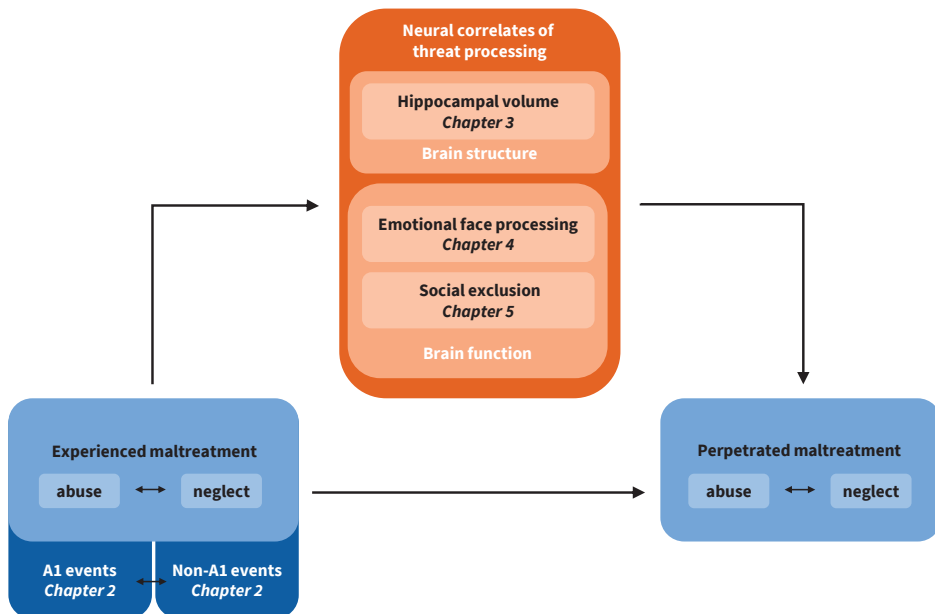 Neural correlates of
threat processing
Hippocampal volume
Chapter 3
Brain structure
Emotional face processing
Chapter 4
Social exclusion
Chapter 5
Brain function
Experienced maltreatment
abuse
neglect
A1 events
Chapter 2
Non-A1 events
Chapter 2
Perpetrated maltreatment
abuse
neglect